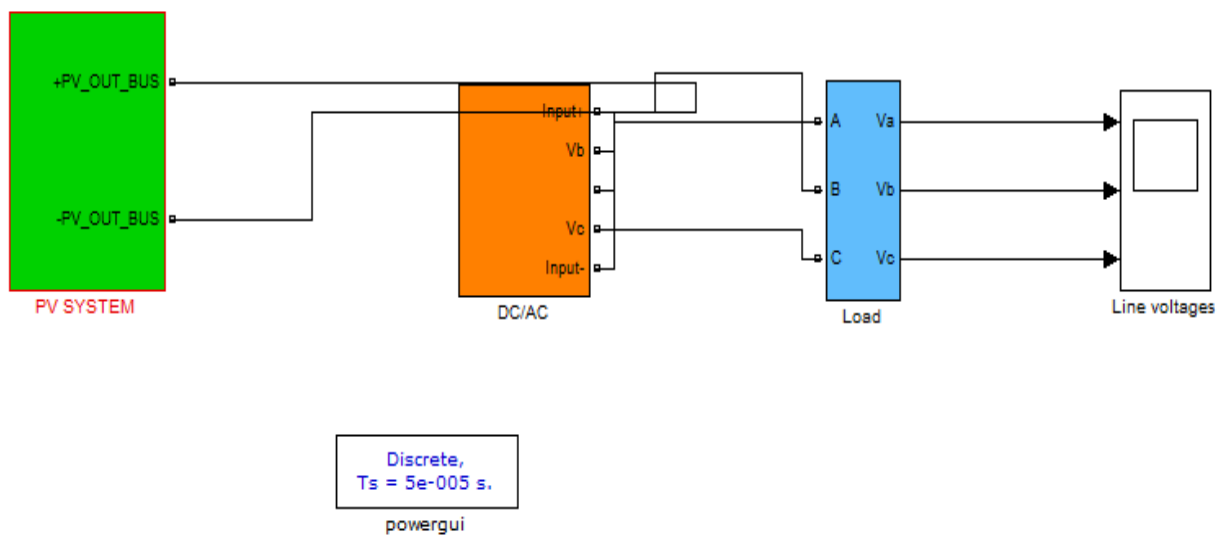 +PV_OUT_BUS
-PV_OUT_BUS
PV SYSTEM
Input+
Vb
Vc
Input-
DC/AC
A
Va
B
Vb
C
Vc
Load
Line voltages
Discrete,
Ts = 5e-005 s.
powergui